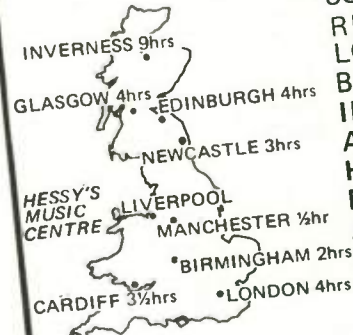 INVERNESS 9hrs
GLASGOW 4hrs
EDINBURGH 4hrs
NEWCASTLE 3hrs
HESSY'S
MUSIC
CENTRE
LIVERPOOL
MANCHESTER ½hr
BIRMINGHAM 2hrs
CARDIFF 3½hrs
LONDON 4hrs